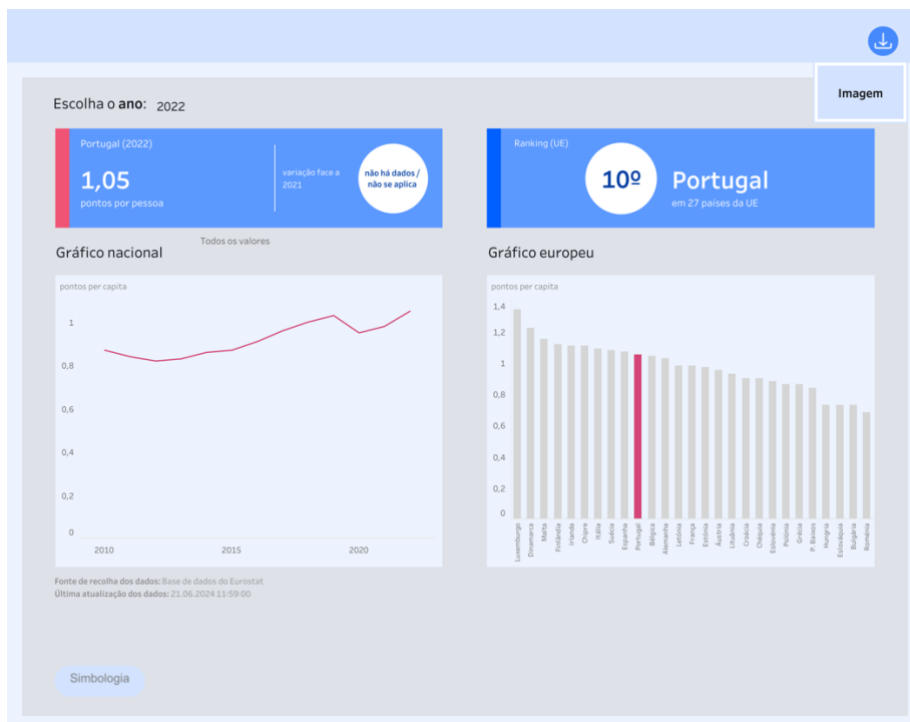 Imagem
Escolha o ano: 2022
Portugal (2022)
1,05
pontos por pessoa
variação face a
2021
não há dados /
não se aplica
Ranking (UE)
10º
Portugal
em 27 países da UE
Todos os valores
Gráfico nacional
pontos per capita
1
0,8
0,6
0,4
0,2
0
2010
2015
2020
Gráfico europeu
pontos per capita
1,4
1,2
1
0,8
0,6
0,4
0,2
0
Luxemburgo
Dinamarca
Malta
Finlândia
Irlanda
Chipre
Itália
Suécia
Espanha
Portugal
Bélgica
Alemanha
Letónia
França
Estónia
Áustria
Lituânia
Croácia
Chéquia
Eslovénia
Polónia
Grécia
P. Baixos
Hungria
Eslováquia
Bulgária
Roménia
Fonte de recolha dos dados: Base de dados do Eurostat
Última atualização dos dados: 21.06.2024 11:59:00
Simbologia